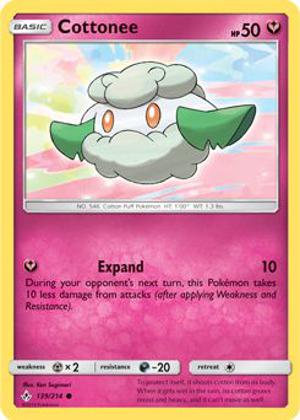 BASIC Cottonee HP50
NO. 546 Cotton Puff Pokémon HT: 1'00" WT: 1.3 lbs.
Expand 10
During your opponent's next turn, this Pokémon takes
10 less damage from attacks (after applying Weakness and
Resistance).
weakness ×2 resistance -20 retreat
Illus. Ken Sugimori
139/214
To protect itself, it shoots cotton from its body.
When it gets wet in the rain, its cotton becomes
moist and heavy, and it can't move.